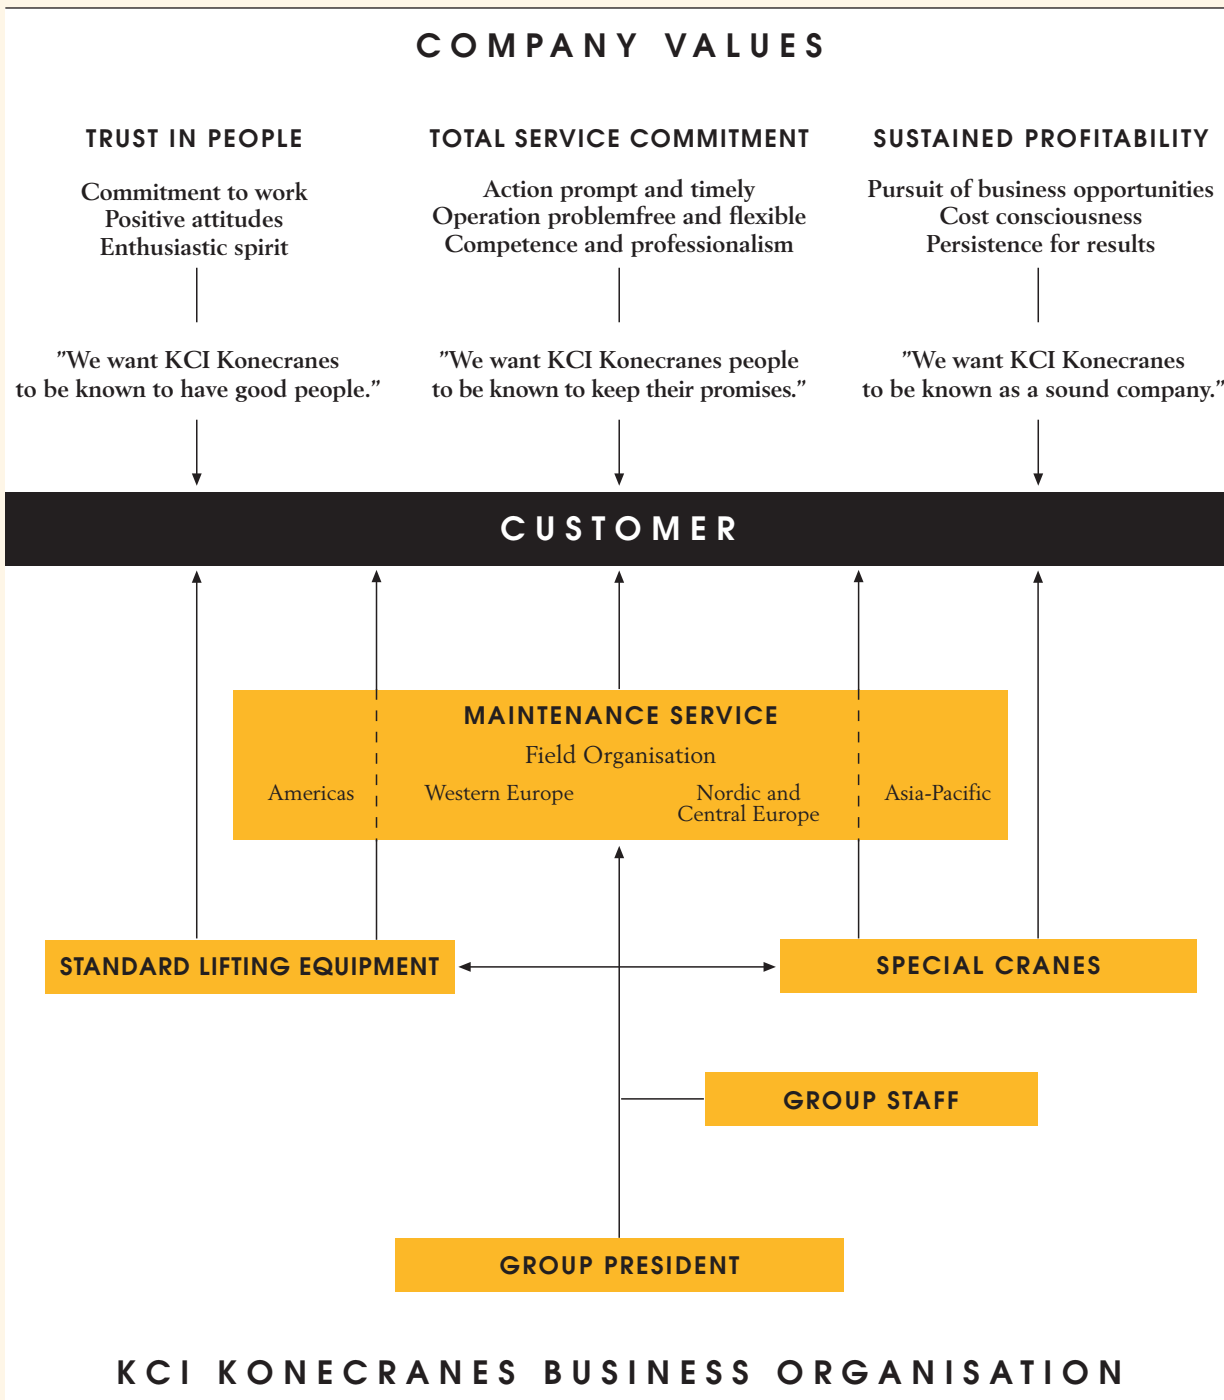 COMPANY VALUES
TRUST IN PEOPLE
Commitment to work
Positive attitudes
Enthusiastic spirit
"We want KCI Konecranes
to be known to have good people."
TOTAL SERVICE COMMITMENT
Action prompt and timely
Operation problemfree and flexible
Competence and professionalism
"We want KCI Konecranes people
to be known to keep their promises."
SUSTAINED PROFITABILITY
Pursuit of business opportunities
Cost consciousness
Persistence for results
"We want KCI Konecranes
to be known as a sound company."
CUSTOMER
MAINTENANCE SERVICE
Field Organisation
Americas
Western Europe
Nordic and
Central Europe
Asia-Pacific
STANDARD LIFTING EQUIPMENT
SPECIAL CRANES
GROUP STAFF
GROUP PRESIDENT
KCI KONECRANES BUSINESS ORGANISATION